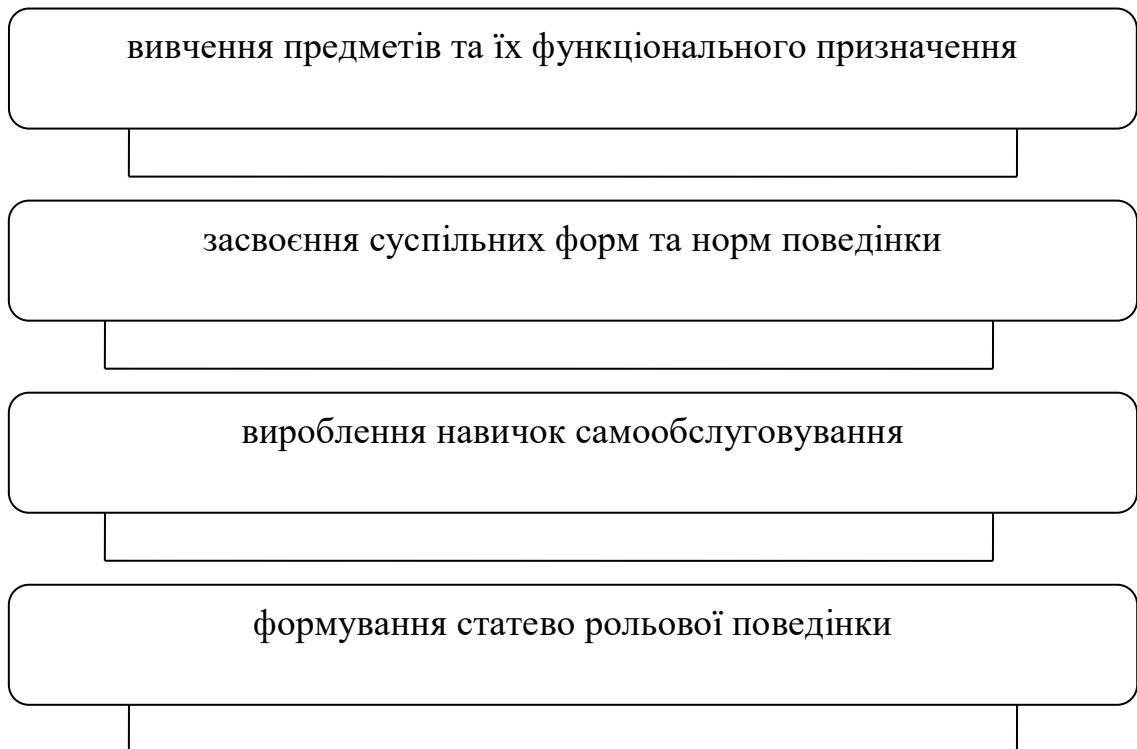 вивчення предметів та їх функціонального призначення
засвоєння суспільних форм та норм поведінки
вироблення навичок самообслуговування
формування статево рольової поведінки